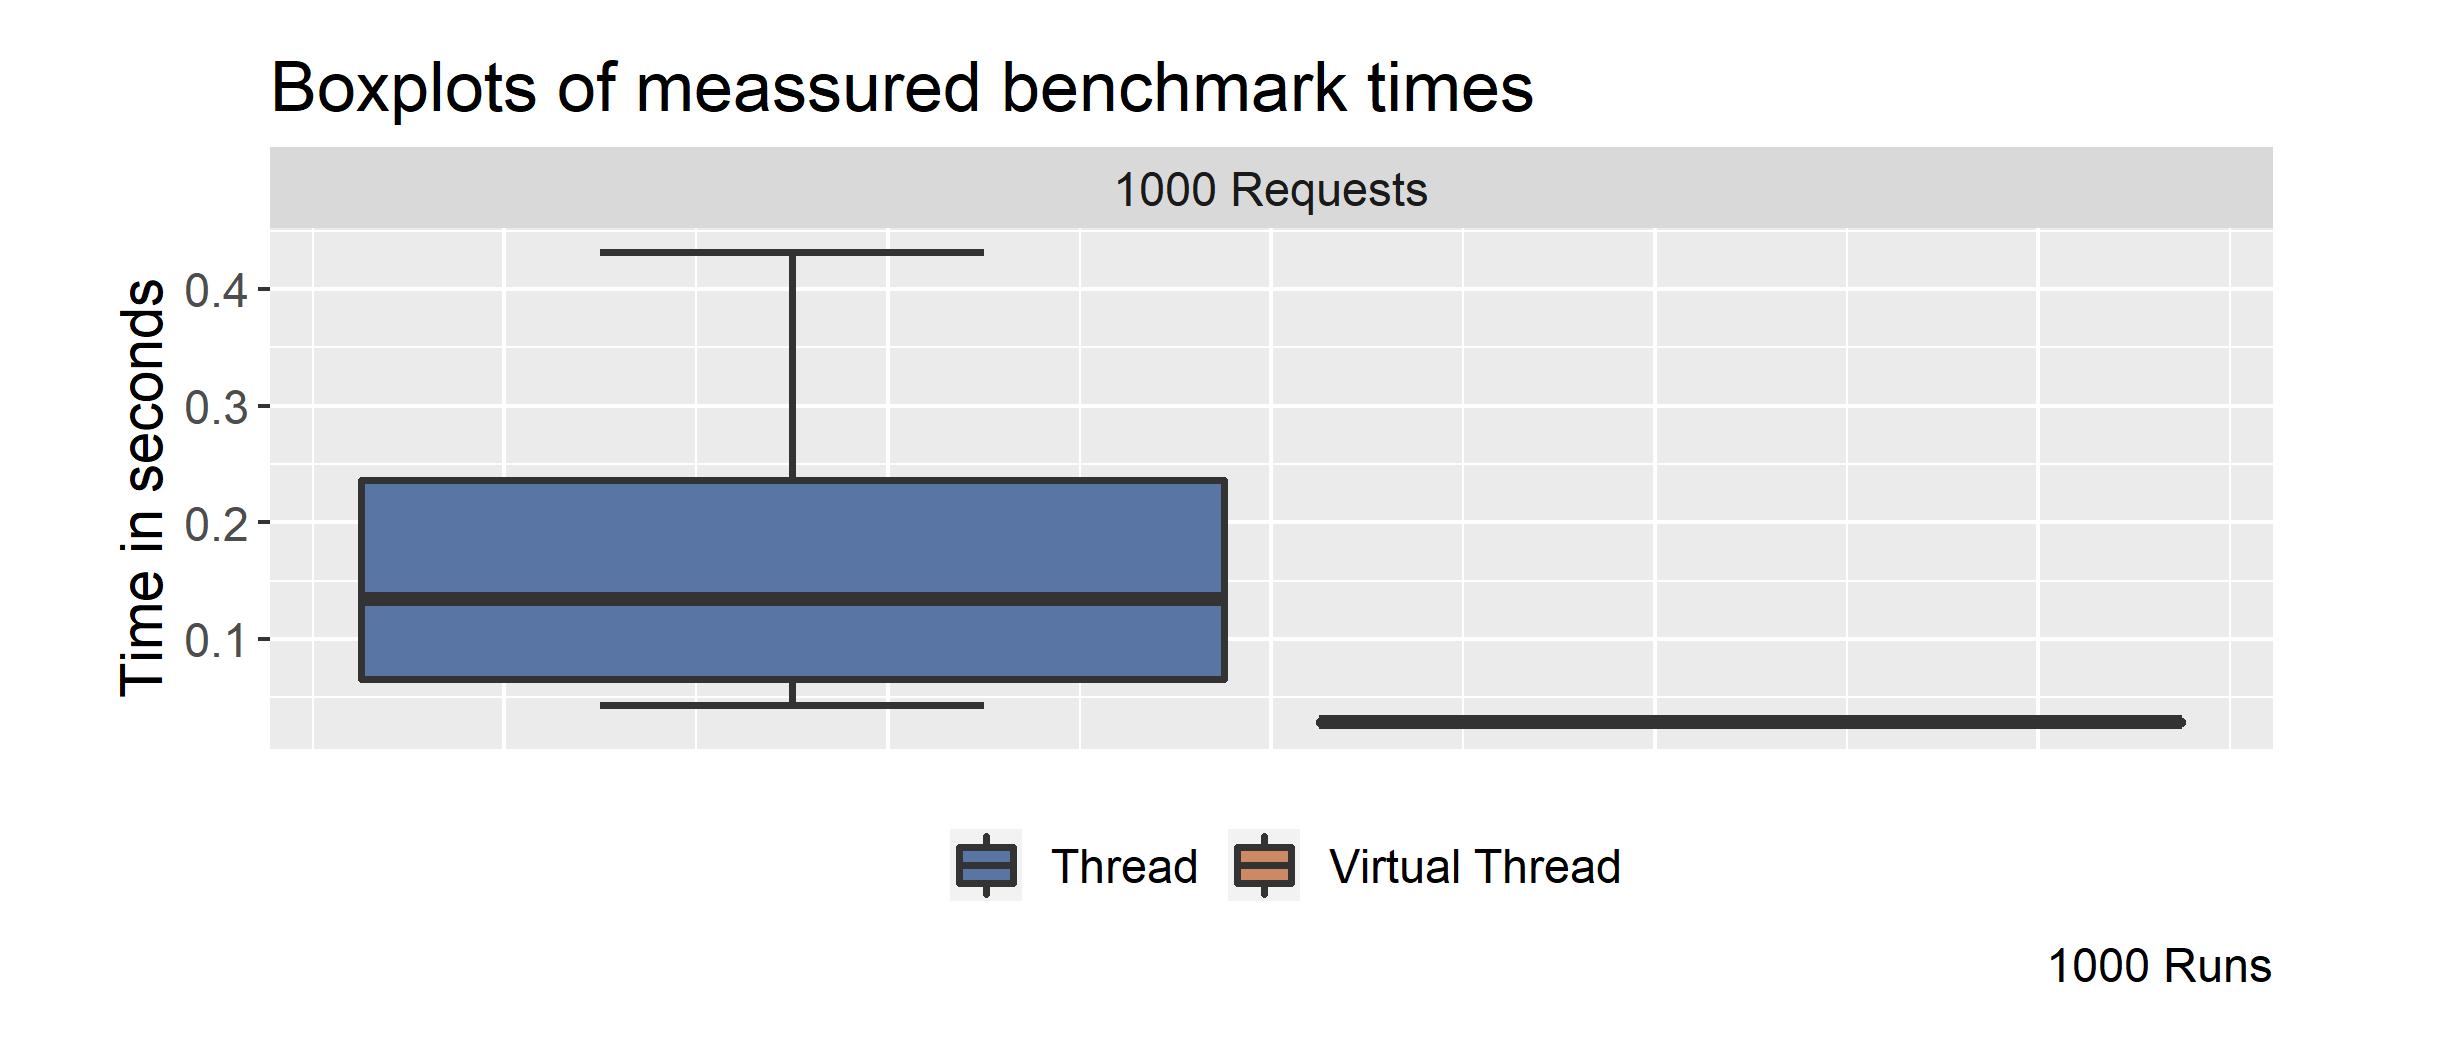 Boxplots of meassured benchmark times
1000 Requests
Time in seconds
0.4
0.3
0.2
0.1
Thread
Virtual Thread
1000 Runs